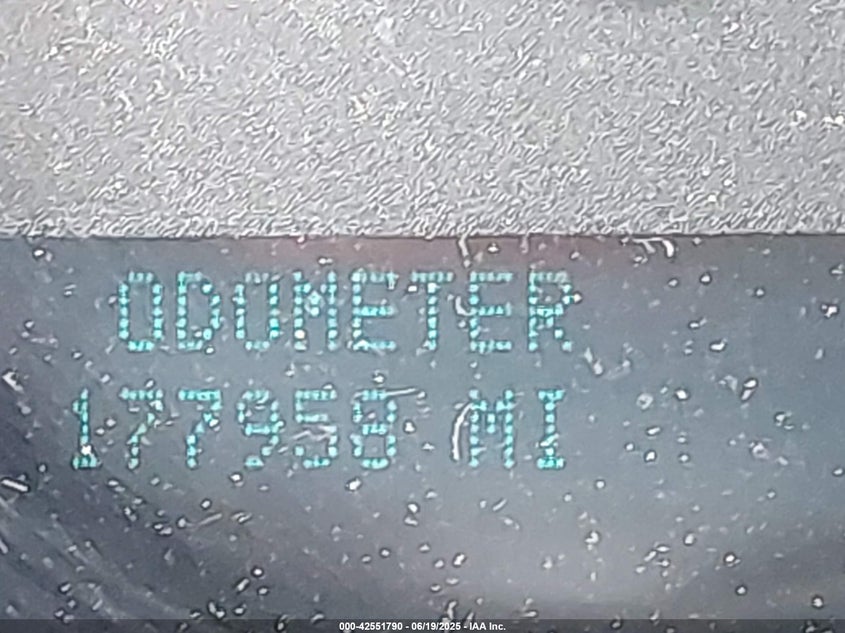 ODOMETER
177958 MI
000-42551790 - 06/19/2025 - IAA Inc.